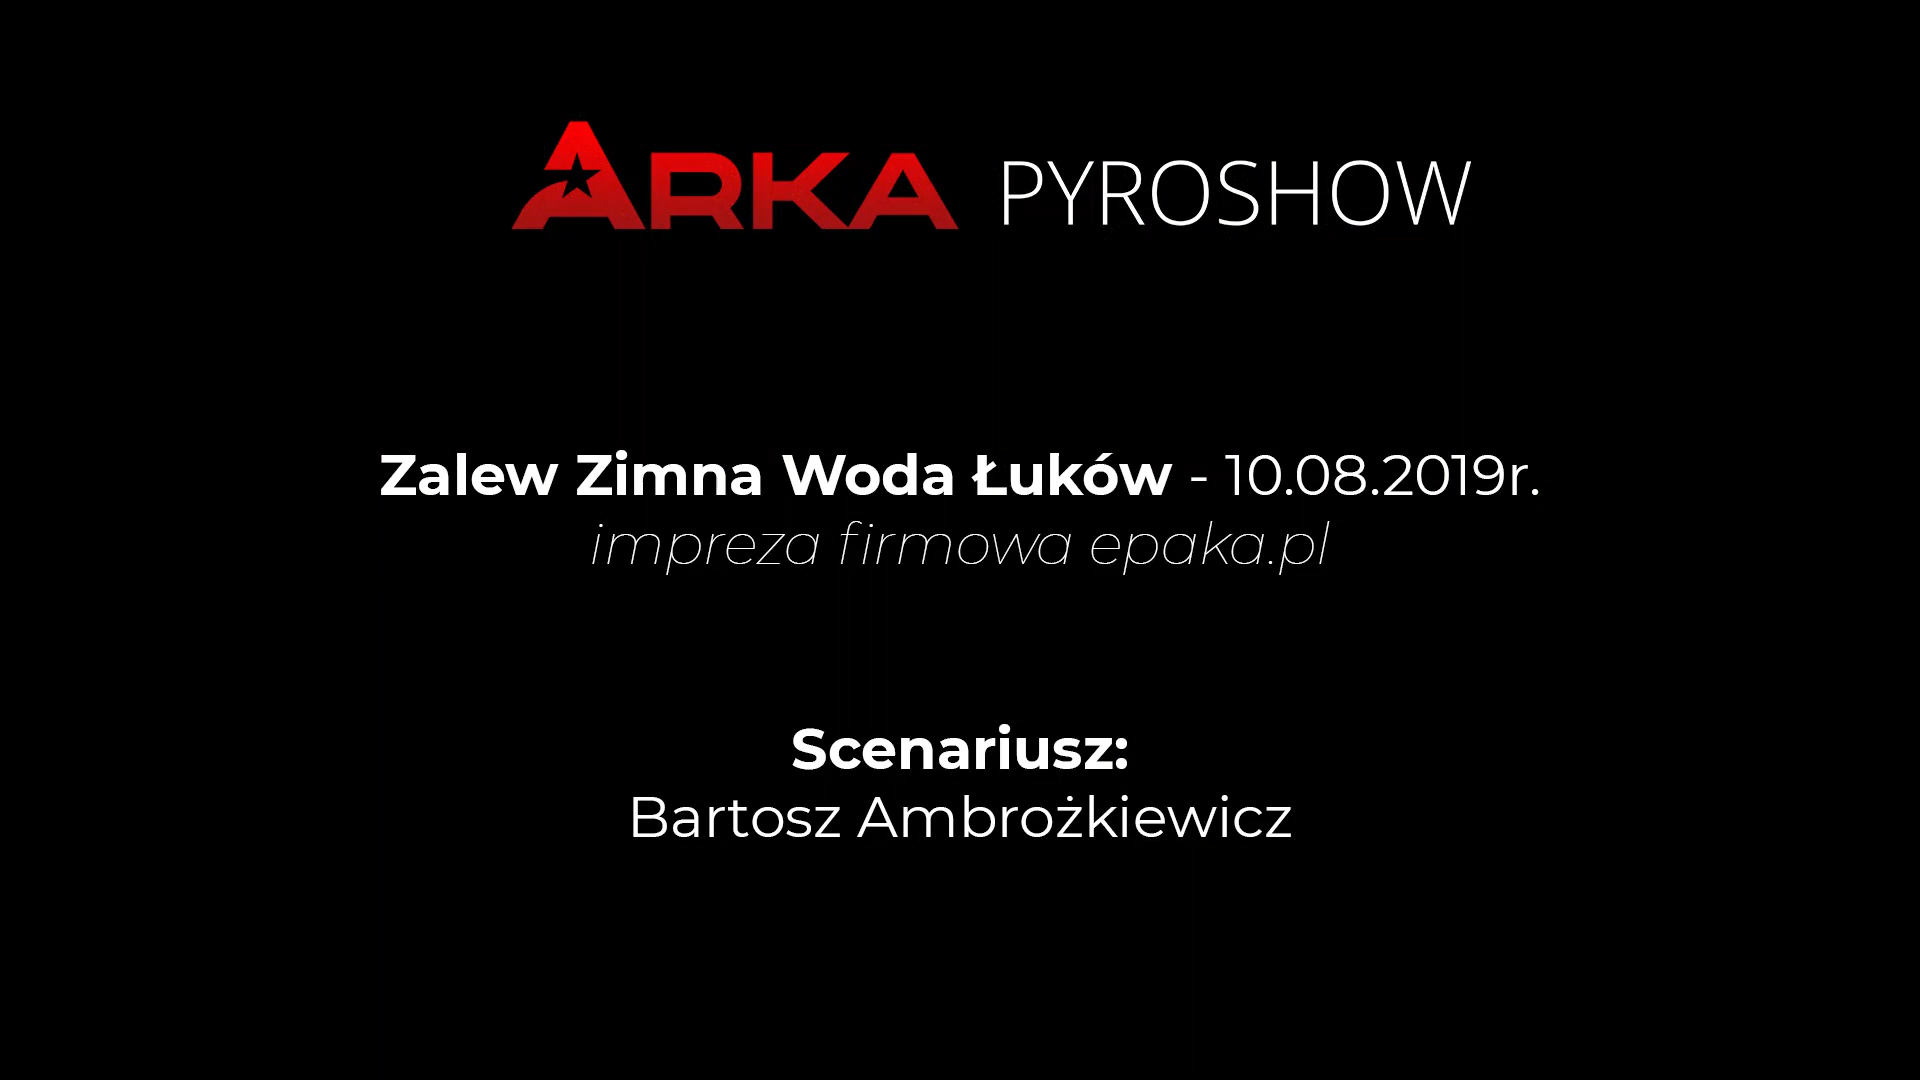 ARKA PYROSHOW
Zalew Zimna Woda Łuków - 10.08.2019r.
impreza firmowa epaka.pl
Scenariusz:
Bartosz Ambrożkiewicz